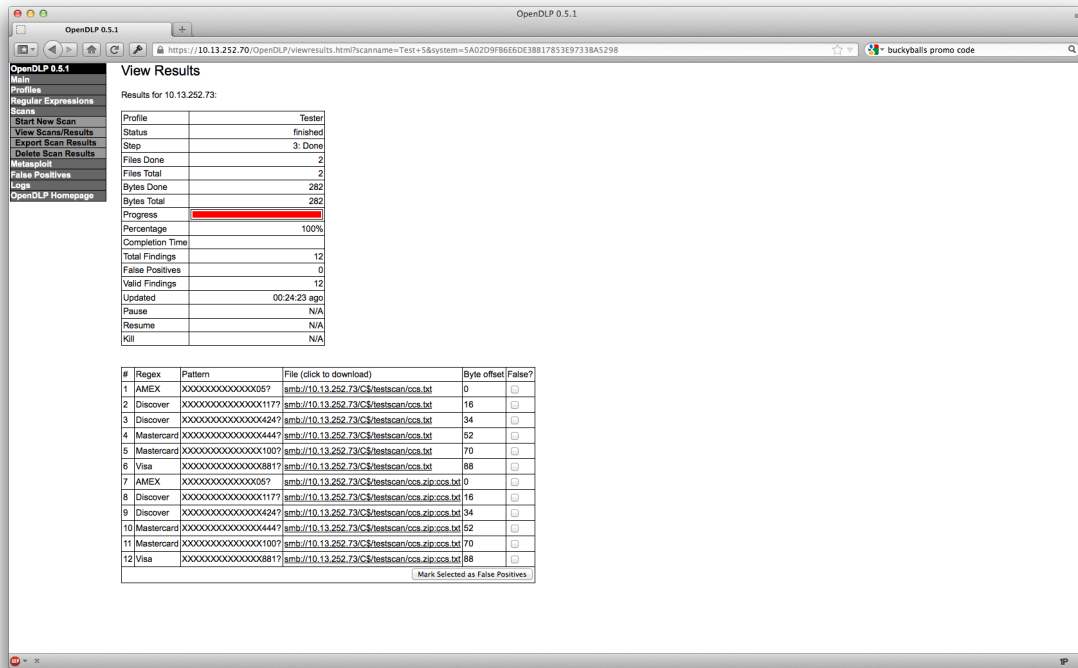 OpenDLP 0.5.1
OpenDLP 0.5.1
https://10.13.252.70/OpenDLP/viewresults.html?scanname=Test+5&system=5A02D9FB6E6DE3BB17853E9733BA5298
buckyballs promo code
OpenDLP 0.5.1
Main
Profiles
Regular Expressions
Scans
Start New Scan
View Scans/Results
Export Scan Results
Delete Scan Results
Metasploit
False Positives
Logs
OpenDLP Homepage
View Results
Results for 10.13.252.73:
Profile Tester
Status finished
Step 3: Done
Files Done 2
Files Total 2
Bytes Done 282
Bytes Total 282
Progress
Percentage 100%
Completion Time
Total Findings 12
False Positives 0
Valid Findings 12
Updated 00:24:23 ago
Pause N/A
Resume N/A
Kill N/A
# Regex Pattern File (click to download) Byte offset False?
1 AMEX XXXXXXXXXXXXX05? smb://10.13.252.73/C$/testscan/ccs.txt 0
2 Discover XXXXXXXXXXXXXX117? smb://10.13.252.73/C$/testscan/ccs.txt 16
3 Discover XXXXXXXXXXXXXX424? smb://10.13.252.73/C$/testscan/ccs.txt 34
4 Mastercard XXXXXXXXXXXXXX444? smb://10.13.252.73/C$/testscan/ccs.txt 52
5 Mastercard XXXXXXXXXXXXXX100? smb://10.13.252.73/C$/testscan/ccs.txt 70
6 Visa XXXXXXXXXXXXXX881? smb://10.13.252.73/C$/testscan/ccs.txt 88
7 AMEX XXXXXXXXXXXXX05? smb://10.13.252.73/C$/testscan/ccs.zip:ccs.txt 0
8 Discover XXXXXXXXXXXXXX117? smb://10.13.252.73/C$/testscan/ccs.zip:ccs.txt 16
9 Discover XXXXXXXXXXXXXX424? smb://10.13.252.73/C$/testscan/ccs.zip:ccs.txt 34
10 Mastercard XXXXXXXXXXXXXX444? smb://10.13.252.73/C$/testscan/ccs.zip:ccs.txt 52
11 Mastercard XXXXXXXXXXXXXX100? smb://10.13.252.73/C$/testscan/ccs.zip:ccs.txt 70
12 Visa XXXXXXXXXXXXXX881? smb://10.13.252.73/C$/testscan/ccs.zip:ccs.txt 88
Mark Selected as False Positives
ABP
1P